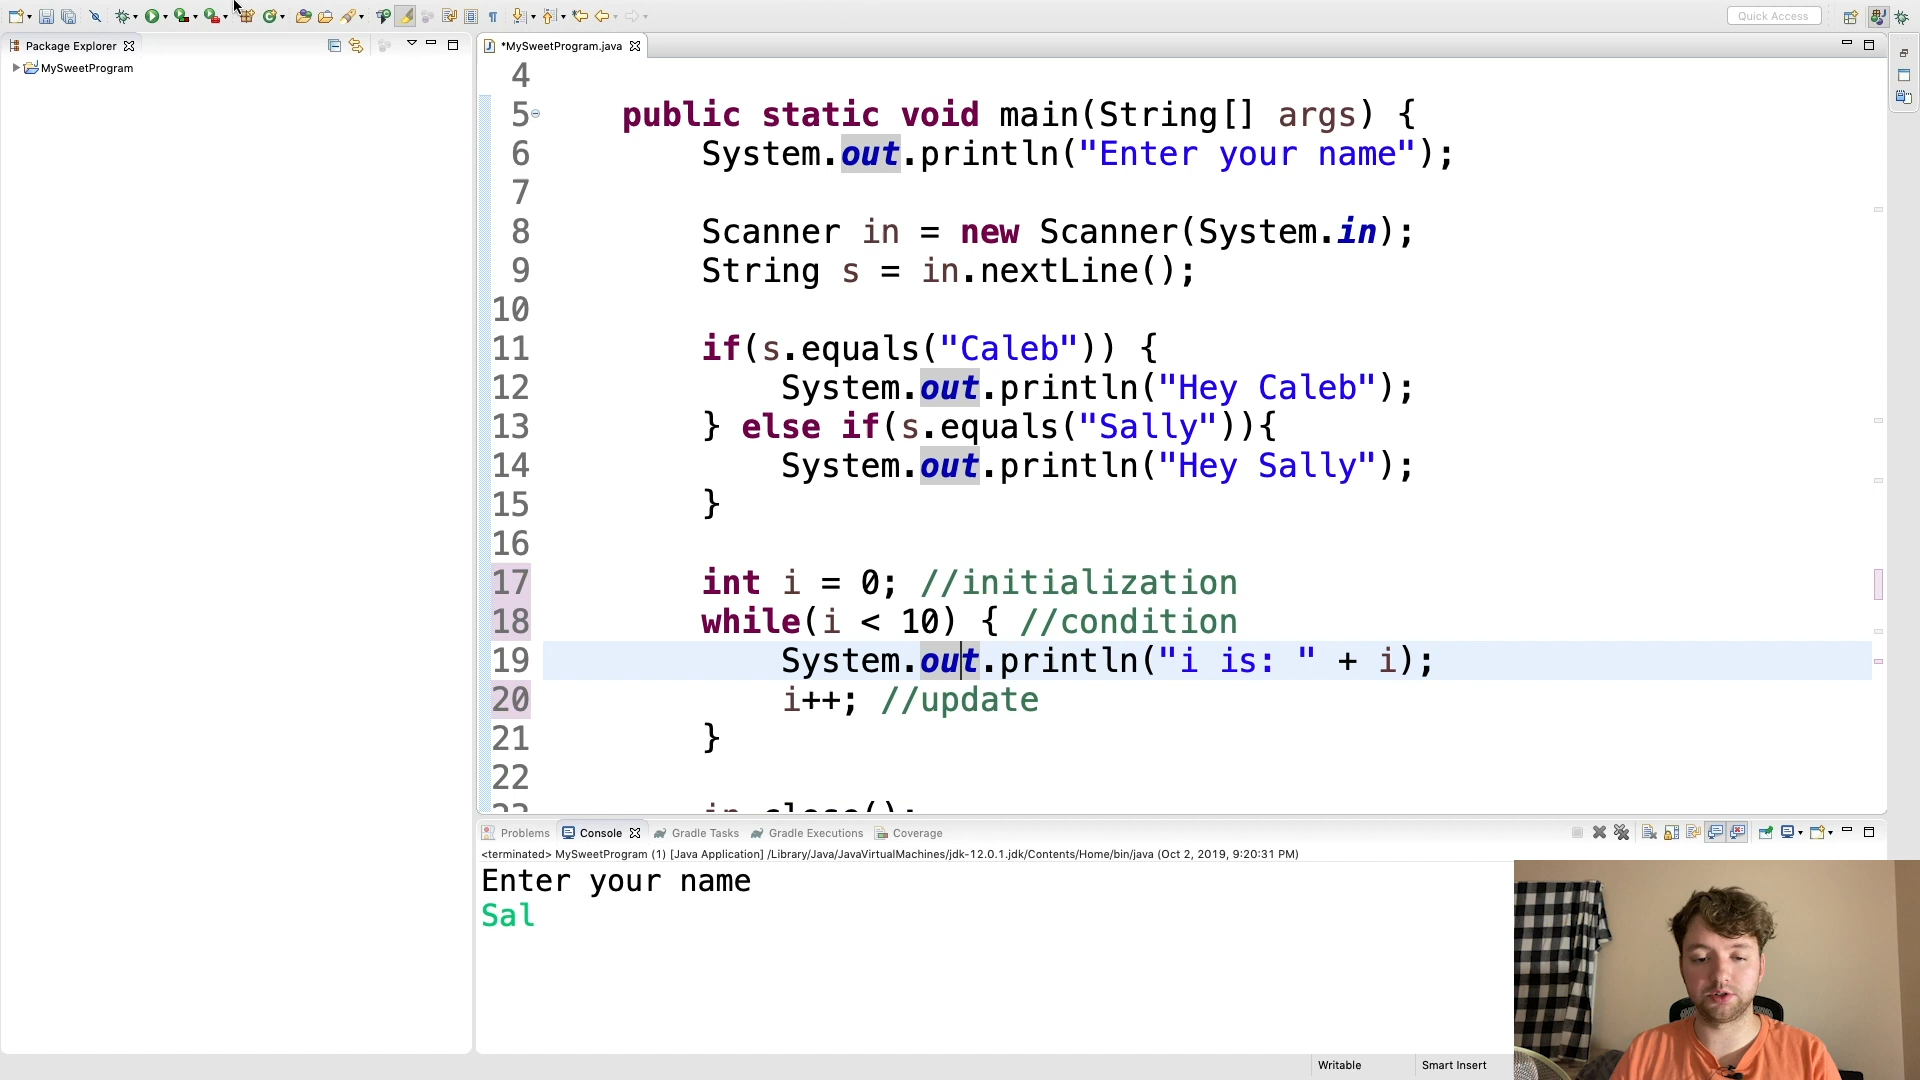 Quick Access
Package Explorer
MySweetProgram
*MySweetProgram.java
4
5 public static void main(String[] args) {
6 System.out.println("Enter your name");
7
8 Scanner in = new Scanner(System.in);
9 String s = in.nextLine();
10
11 if(s.equals("Caleb")) {
12 System.out.println("Hey Caleb");
13 } else if(s.equals("Sally")){
14 System.out.println("Hey Sally");
15 }
16
17 int i = 0; //initialization
18 while(i < 10) { //condition
19 System.out.println("i is: " + i);
20 i++; //update
21 }
22
23 in.close();
Problems Console Gradle Tasks Gradle Executions Coverage
<terminated> MySweetProgram (1) [Java Application] /Library/Java/JavaVirtualMachines/jdk-12.0.1.jdk/Contents/Home/bin/java (Oct 2, 2019, 9:20:31 PM)
Enter your name
Sal
Writable Smart Insert